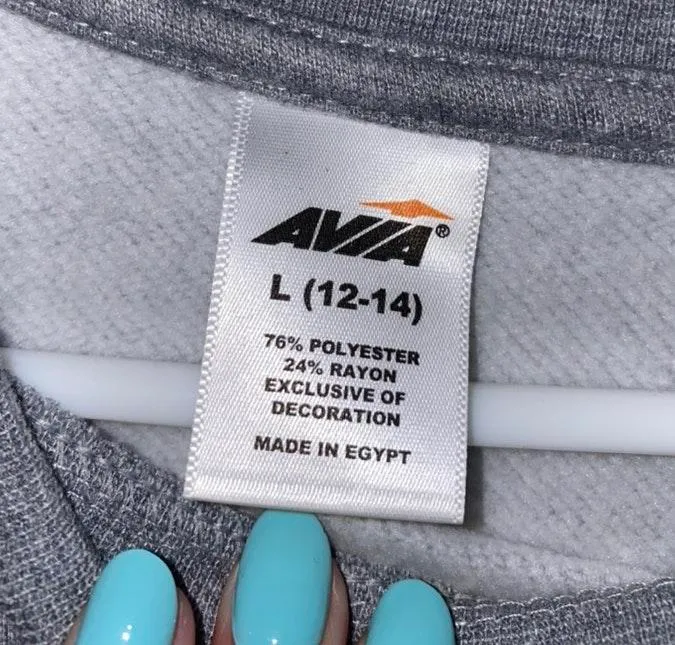 AVIA®
L (12-14)
76% POLYESTER
24% RAYON
EXCLUSIVE OF
DECORATION
MADE IN EGYPT